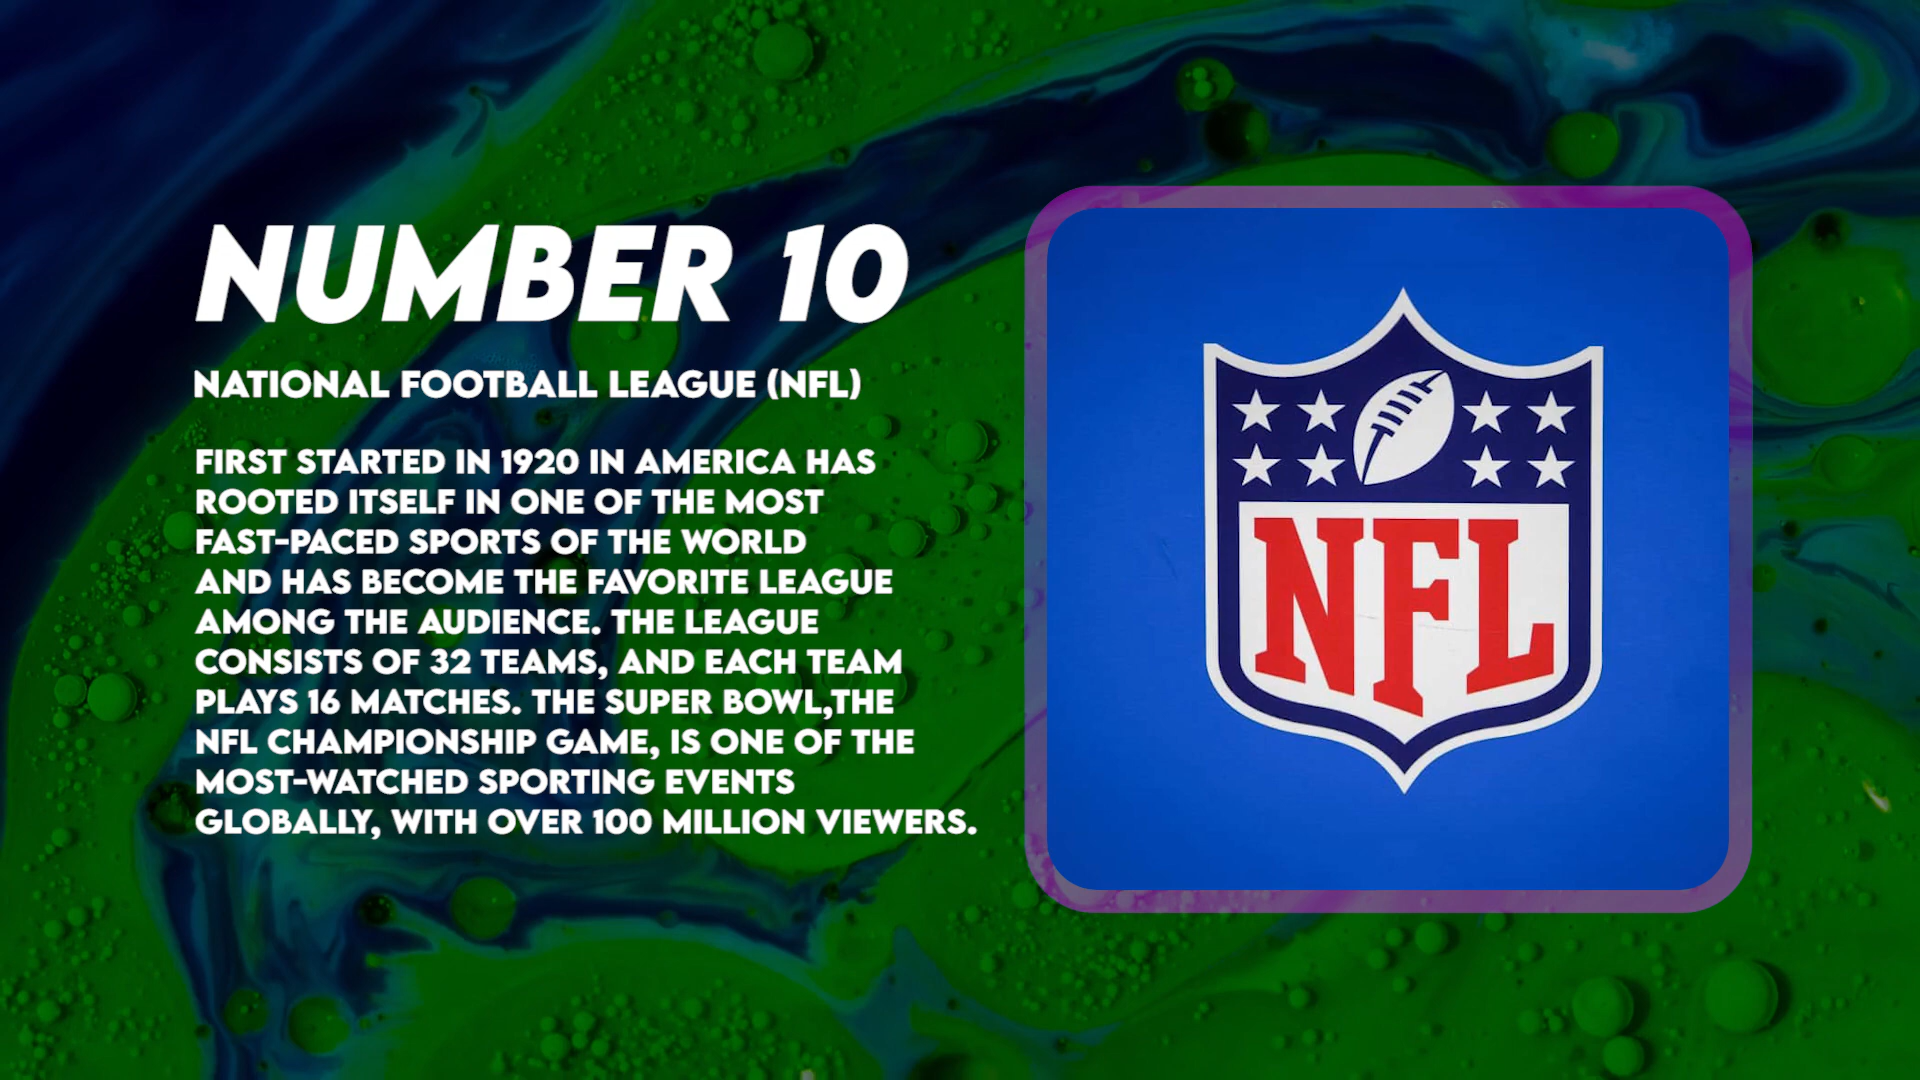 NUMBER 10
NATIONAL FOOTBALL LEAGUE (NFL)
FIRST STARTED IN 1920 IN AMERICA HAS
ROOTED ITSELF IN ONE OF THE MOST
FAST-PACED SPORTS OF THE WORLD
AND HAS BECOME THE FAVORITE LEAGUE
AMONG THE AUDIENCE. THE LEAGUE
CONSISTS OF 32 TEAMS, AND EACH TEAM
PLAYS 16 MATCHES. THE SUPER BOWL,THE
NFL CHAMPIONSHIP GAME, IS ONE OF THE
MOST-WATCHED SPORTING EVENTS
GLOBALLY, WITH OVER 100 MILLION VIEWERS.
NFL